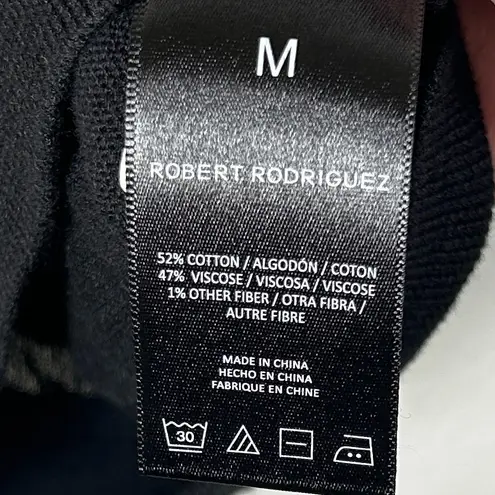 M
ROBERT RODRIGUEZ
52% COTTON / ALGODÓN / COTON
47% VISCOSE / VISCOSA / VISCOSE
1% OTHER FIBER / OTRA FIBRA /
AUTRE FIBRE
MADE IN CHINA
HECHO EN CHINA
FABRIQUE EN CHINE
30